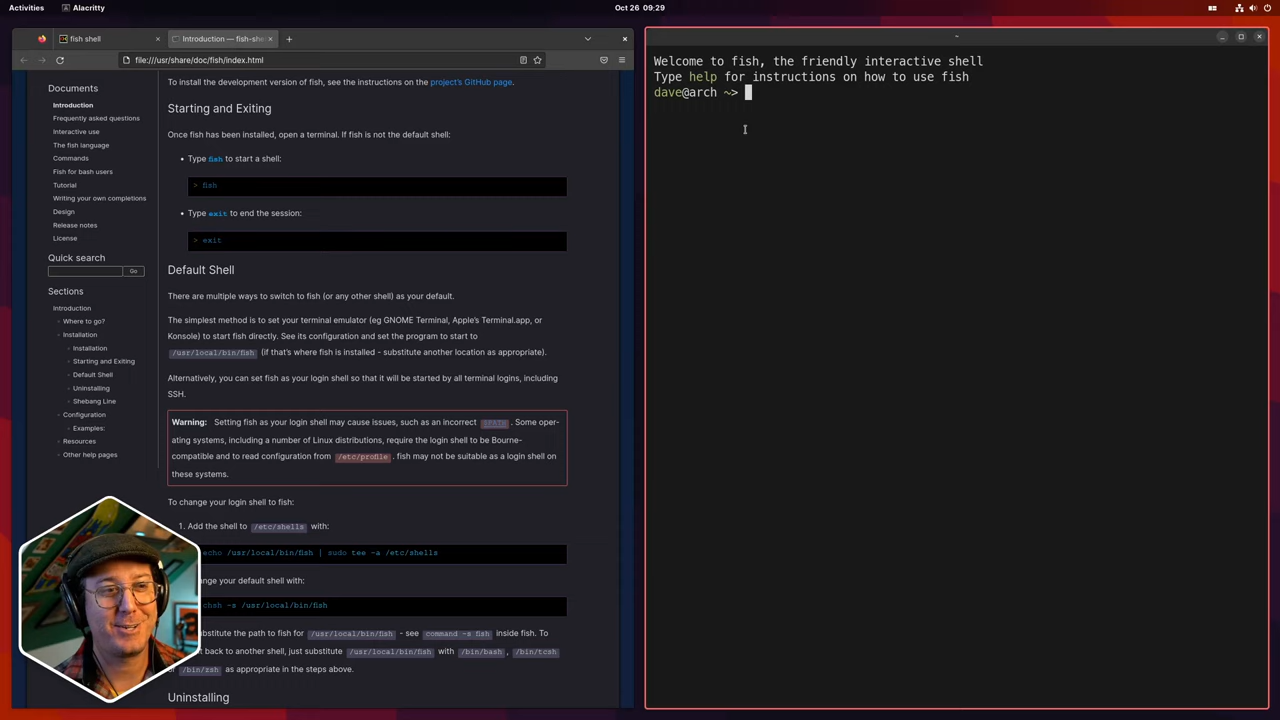 Activities
Alacritty
Oct 26 09:29
fish shell
Introduction — fish-she
file:///usr/share/doc/fish/index.html
~
Documents
Introduction
Frequently asked questions
Interactive use
The fish language
Commands
Fish for bash users
Tutorial
Writing your own completions
Design
Release notes
License
Quick search
Go
Sections
Introduction
Where to go?
Installation
Installation
Starting and Exiting
Default Shell
Uninstalling
Shebang Line
Configuration
Examples:
Resources
Other help pages
To install the development version of fish, see the instructions on the project's GitHub page.
Starting and Exiting
Once fish has been installed, open a terminal. If fish is not the default shell:
• Type fish to start a shell:
> fish
• Type exit to end the session:
> exit
Default Shell
There are multiple ways to switch to fish (or any other shell) as your default.
The simplest method is to set your terminal emulator (eg GNOME Terminal, Apple's Terminal.app, or
Konsole) to start fish directly. See its configuration and set the program to start to
/usr/local/bin/fish (if that's where fish is installed - substitute another location as appropriate).
Alternatively, you can set fish as your login shell so that it will be started by all terminal logins, including
SSH.
Warning: Setting fish as your login shell may cause issues, such as an incorrect $PATH . Some oper-
ating systems, including a number of Linux distributions, require the login shell to be Bourne-
compatible and to read configuration from /etc/profile . fish may not be suitable as a login shell on
these systems.
To change your login shell to fish:
1. Add the shell to /etc/shells with:
echo /usr/local/bin/fish | sudo tee -a /etc/shells
ange your default shell with:
chsh -s /usr/local/bin/fish
ubstitute the path to fish for /usr/local/bin/fish - see command -s fish inside fish. To
back to another shell, just substitute /usr/local/bin/fish with /bin/bash , /bin/tcsh
/bin/zsh as appropriate in the steps above.
Uninstalling
Welcome to fish, the friendly interactive shell
Type help for instructions on how to use fish
dave@arch ~>